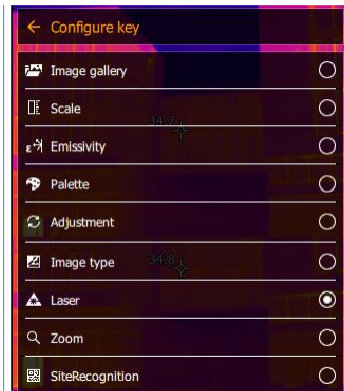 Configure key
Image gallery
Scale
34.7
Emissivity
Palette
Adjustment
Image type
34.8
Laser
Zoom
SiteRecognition